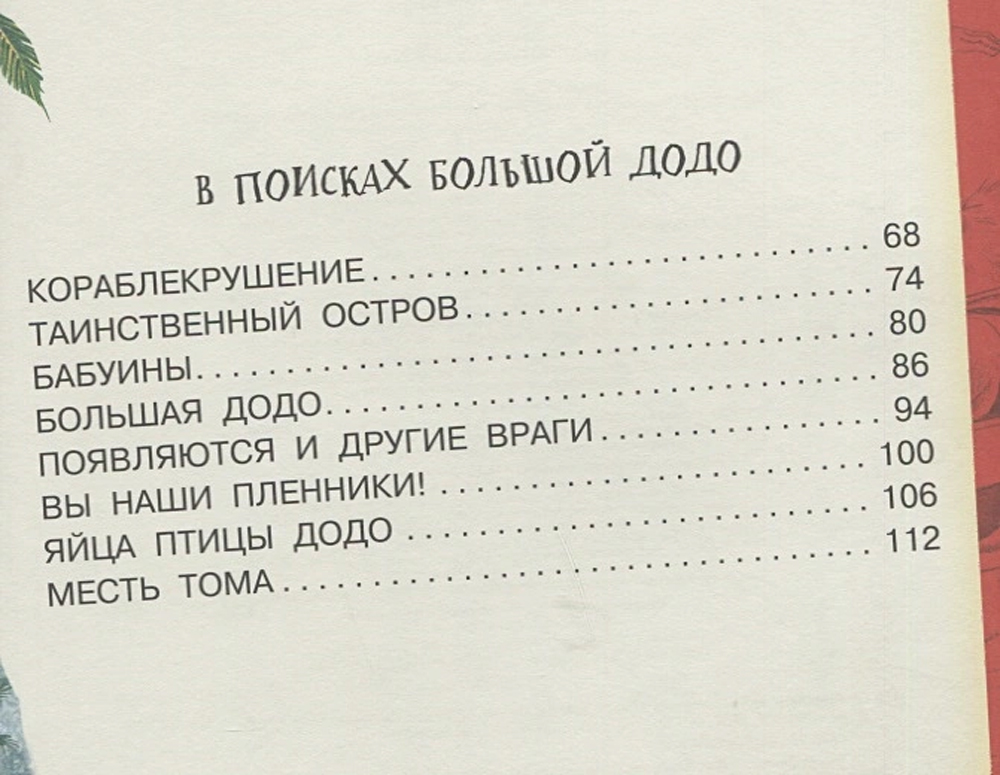 В ПОИСКАХ БОЛЬШОЙ ДОДО
КОРАБЛЕКРУШЕНИЕ . . . . . . . . . . . . . . . . . . . . . . . . . . . . 68
ТАИНСТВЕННЫЙ ОСТРОВ . . . . . . . . . . . . . . . . . . . . . . . 74
БАБУИНЫ . . . . . . . . . . . . . . . . . . . . . . . . . . . . . . . . . . . . . . 80
БОЛЬШАЯ ДОДО . . . . . . . . . . . . . . . . . . . . . . . . . . . . . . . 86
ПОЯВЛЯЮТСЯ И ДРУГИЕ ВРАГИ . . . . . . . . . . . . . . . . 94
ВЫ НАШИ ПЛЕННИКИ! . . . . . . . . . . . . . . . . . . . . . . . . 100
ЯЙЦА ПТИЦЫ ДОДО . . . . . . . . . . . . . . . . . . . . . . . . . . 106
МЕСТЬ ТОМА . . . . . . . . . . . . . . . . . . . . . . . . . . . . . . . . . 112